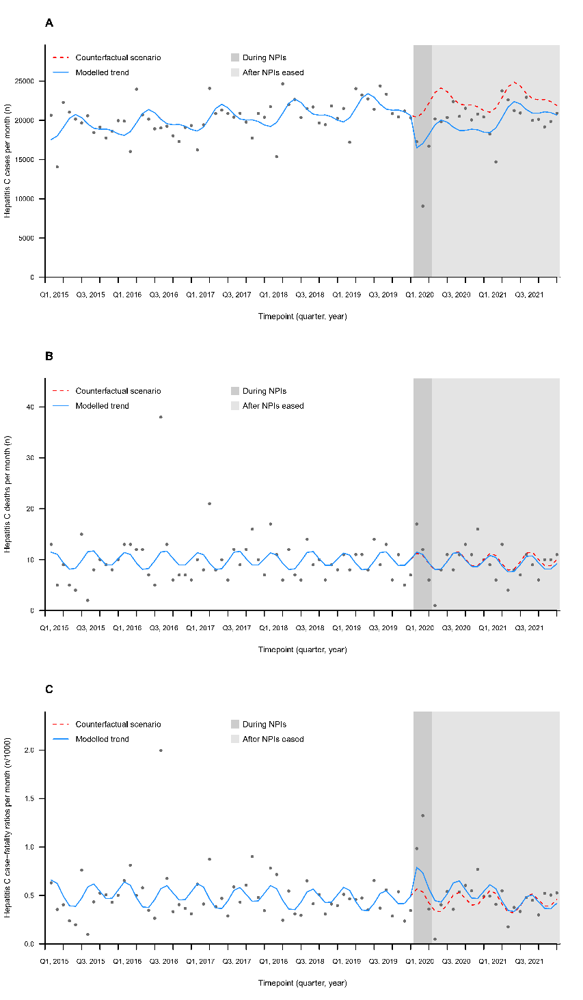 A
Counterfactual scenario
During NPIs
Modelled trend
After NPIs eased
Hepatitis C cases per month (n)
25000
20000
15000
10000
5000
0
Q1, 2015 Q3, 2015 Q1, 2016 Q3, 2016 Q1, 2017 Q3, 2017 Q1, 2018 Q3, 2018 Q1, 2019 Q3, 2019 Q1, 2020 Q3, 2020 Q1, 2021 Q3, 2021
Timepoint (quarter, year)
B
Counterfactual scenario
During NPIs
Modelled trend
After NPIs eased
Hepatitis C deaths per month (n)
40
30
20
10
0
Q1, 2015 Q3, 2015 Q1, 2016 Q3, 2016 Q1, 2017 Q3, 2017 Q1, 2018 Q3, 2018 Q1, 2019 Q3, 2019 Q1, 2020 Q3, 2020 Q1, 2021 Q3, 2021
Timepoint (quarter, year)
C
Counterfactual scenario
During NPIs
Modelled trend
After NPIs eased
Hepatitis C case−fatality ratios per month (n/1000)
2.0
1.5
1.0
0.5
0.0
Q1, 2015 Q3, 2015 Q1, 2016 Q3, 2016 Q1, 2017 Q3, 2017 Q1, 2018 Q3, 2018 Q1, 2019 Q3, 2019 Q1, 2020 Q3, 2020 Q1, 2021 Q3, 2021
Timepoint (quarter, year)